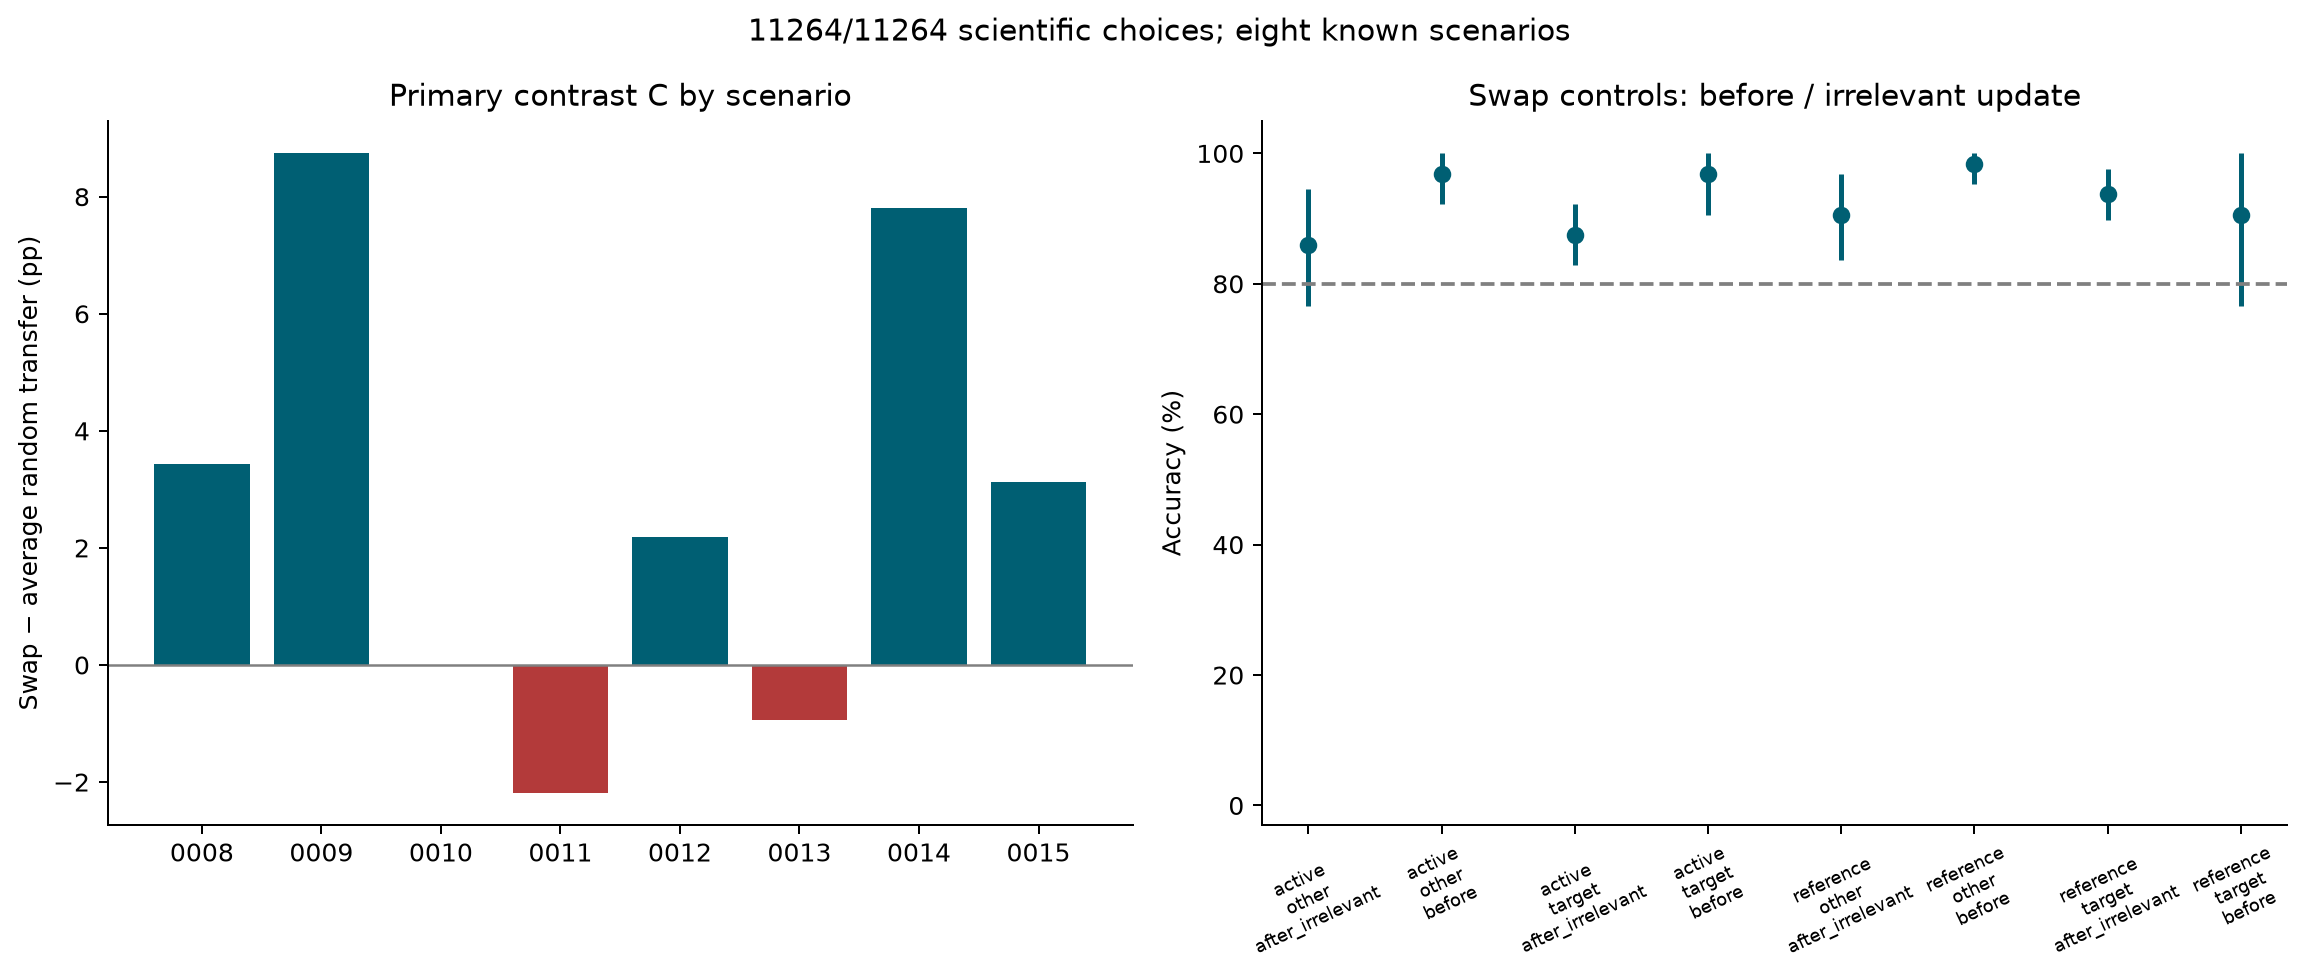 11264/11264 scientific choices; eight known scenarios
Primary contrast C by scenario
Swap − average random transfer (pp)
8
6
4
2
0
−2
0008
0009
0010
0011
0012
0013
0014
0015
Swap controls: before / irrelevant update
Accuracy (%)
100
80
60
40
20
0
active
other
after_irrelevant
active
other
before
active
target
after_irrelevant
active
target
before
reference
other
after_irrelevant
reference
other
before
reference
target
after_irrelevant
reference
target
before